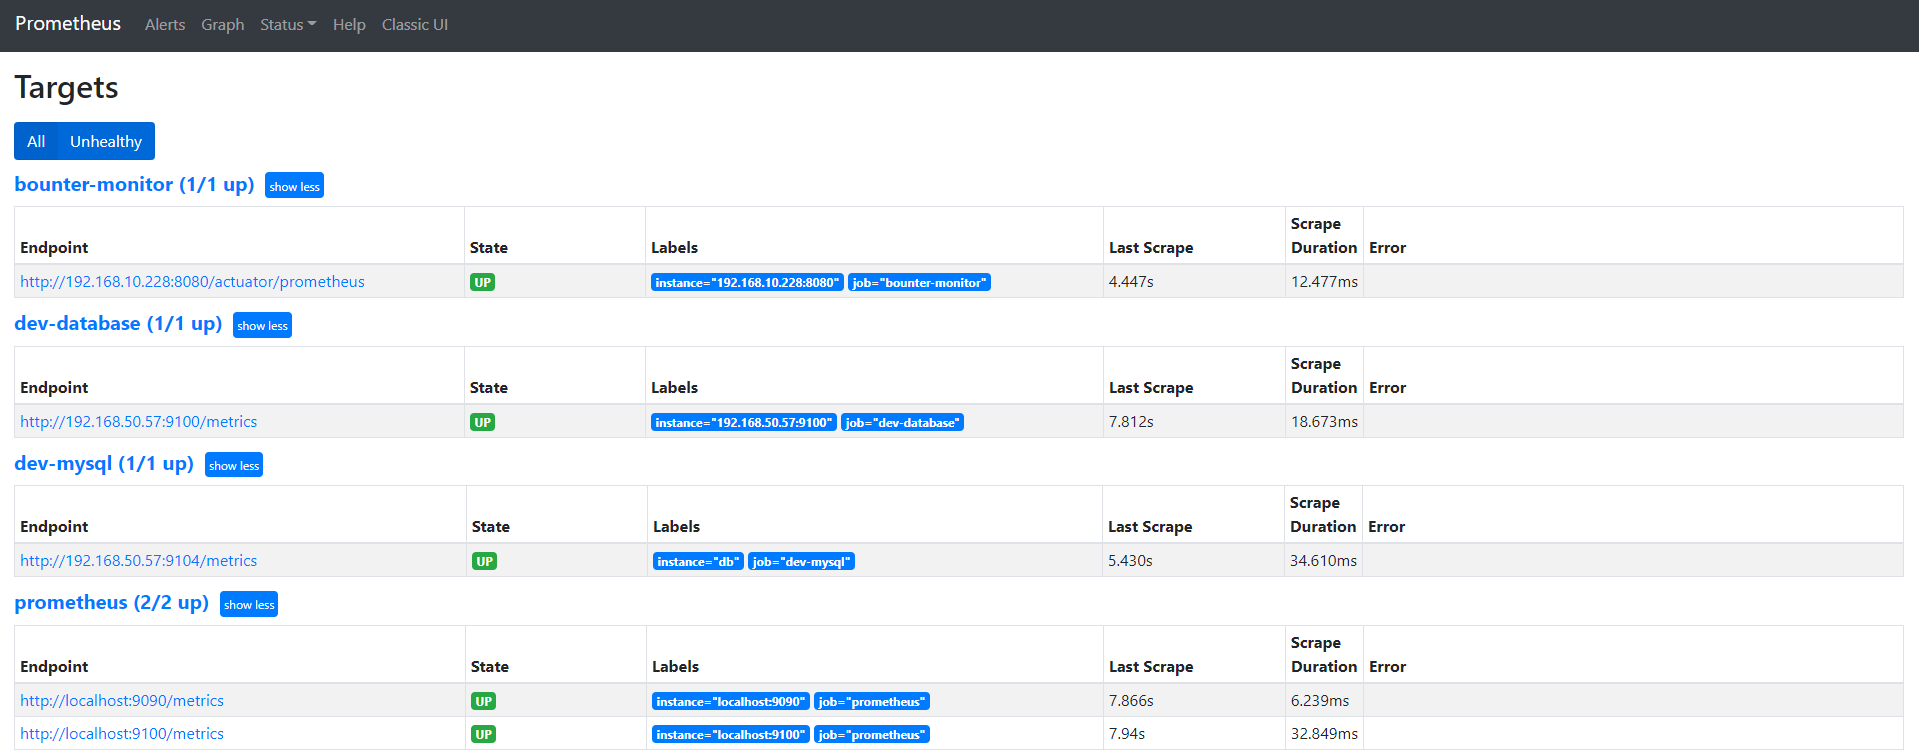 Prometheus Alerts Graph Status Help Classic UI
Targets
All Unhealthy
bounter-monitor (1/1 up) show less
Endpoint State Labels Last Scrape Scrape Duration Error
http://192.168.10.228:8080/actuator/prometheus UP instance="192.168.10.228:8080" job="bounter-monitor" 4.447s 12.477ms
dev-database (1/1 up) show less
Endpoint State Labels Last Scrape Scrape Duration Error
http://192.168.50.57:9100/metrics UP instance="192.168.50.57:9100" job="dev-database" 7.812s 18.673ms
dev-mysql (1/1 up) show less
Endpoint State Labels Last Scrape Scrape Duration Error
http://192.168.50.57:9104/metrics UP instance="db" job="dev-mysql" 5.430s 34.610ms
prometheus (2/2 up) show less
Endpoint State Labels Last Scrape Scrape Duration Error
http://localhost:9090/metrics UP instance="localhost:9090" job="prometheus" 7.866s 6.239ms
http://localhost:9100/metrics UP instance="localhost:9100" job="prometheus" 7.94s 32.849ms